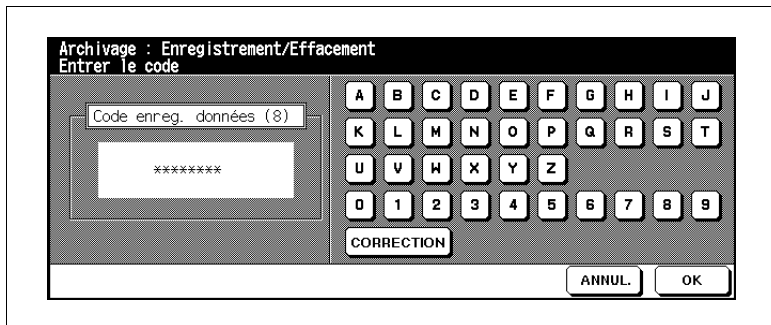 Archivage : Enregistrement/Effacement
Entrer le code
Code enreg. données (8)
********
A B C D E F G H I J
K L M N O P Q R S T
U V W X Y Z
0 1 2 3 4 5 6 7 8 9
CORRECTION
ANNUL. OK